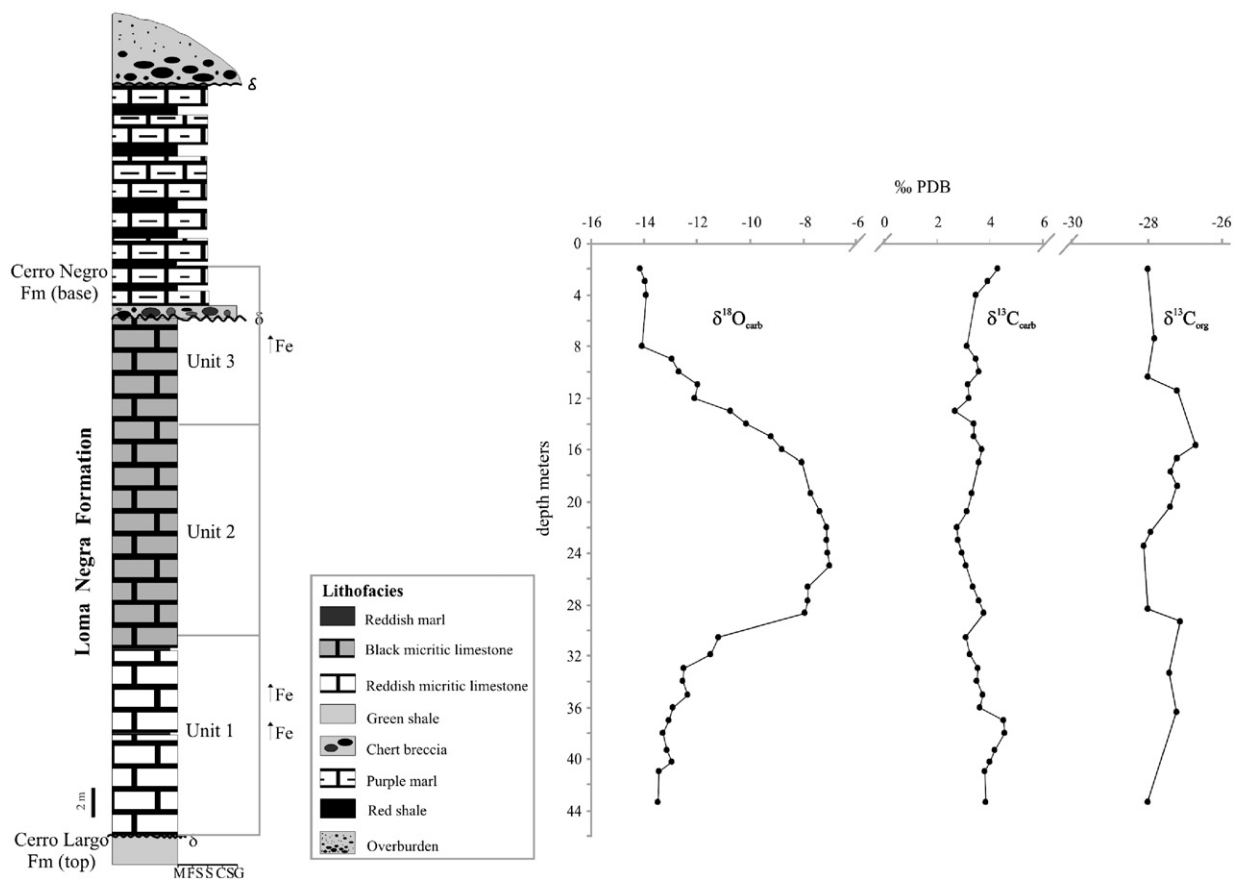 δ
Cerro Negro
Fm (base)
δ
↑Fe
Unit 3
Loma Negra Formation
Unit 2
↑Fe
Unit 1
↑Fe
2 m
Cerro Largo
Fm (top)
δ
MFSSCSG
Lithofacies
Reddish marl
Black micritic limestone
Reddish micritic limestone
Green shale
Chert breccia
Purple marl
Red shale
Overburden
‰ PDB
-16 -14 -12 -10 -8 -6 0 2 4 6 -30 -28 -26
0
4
8
12
16
20
24
28
32
36
40
44
depth meters
δ18Ocarb
δ13Ccarb
δ13Corg